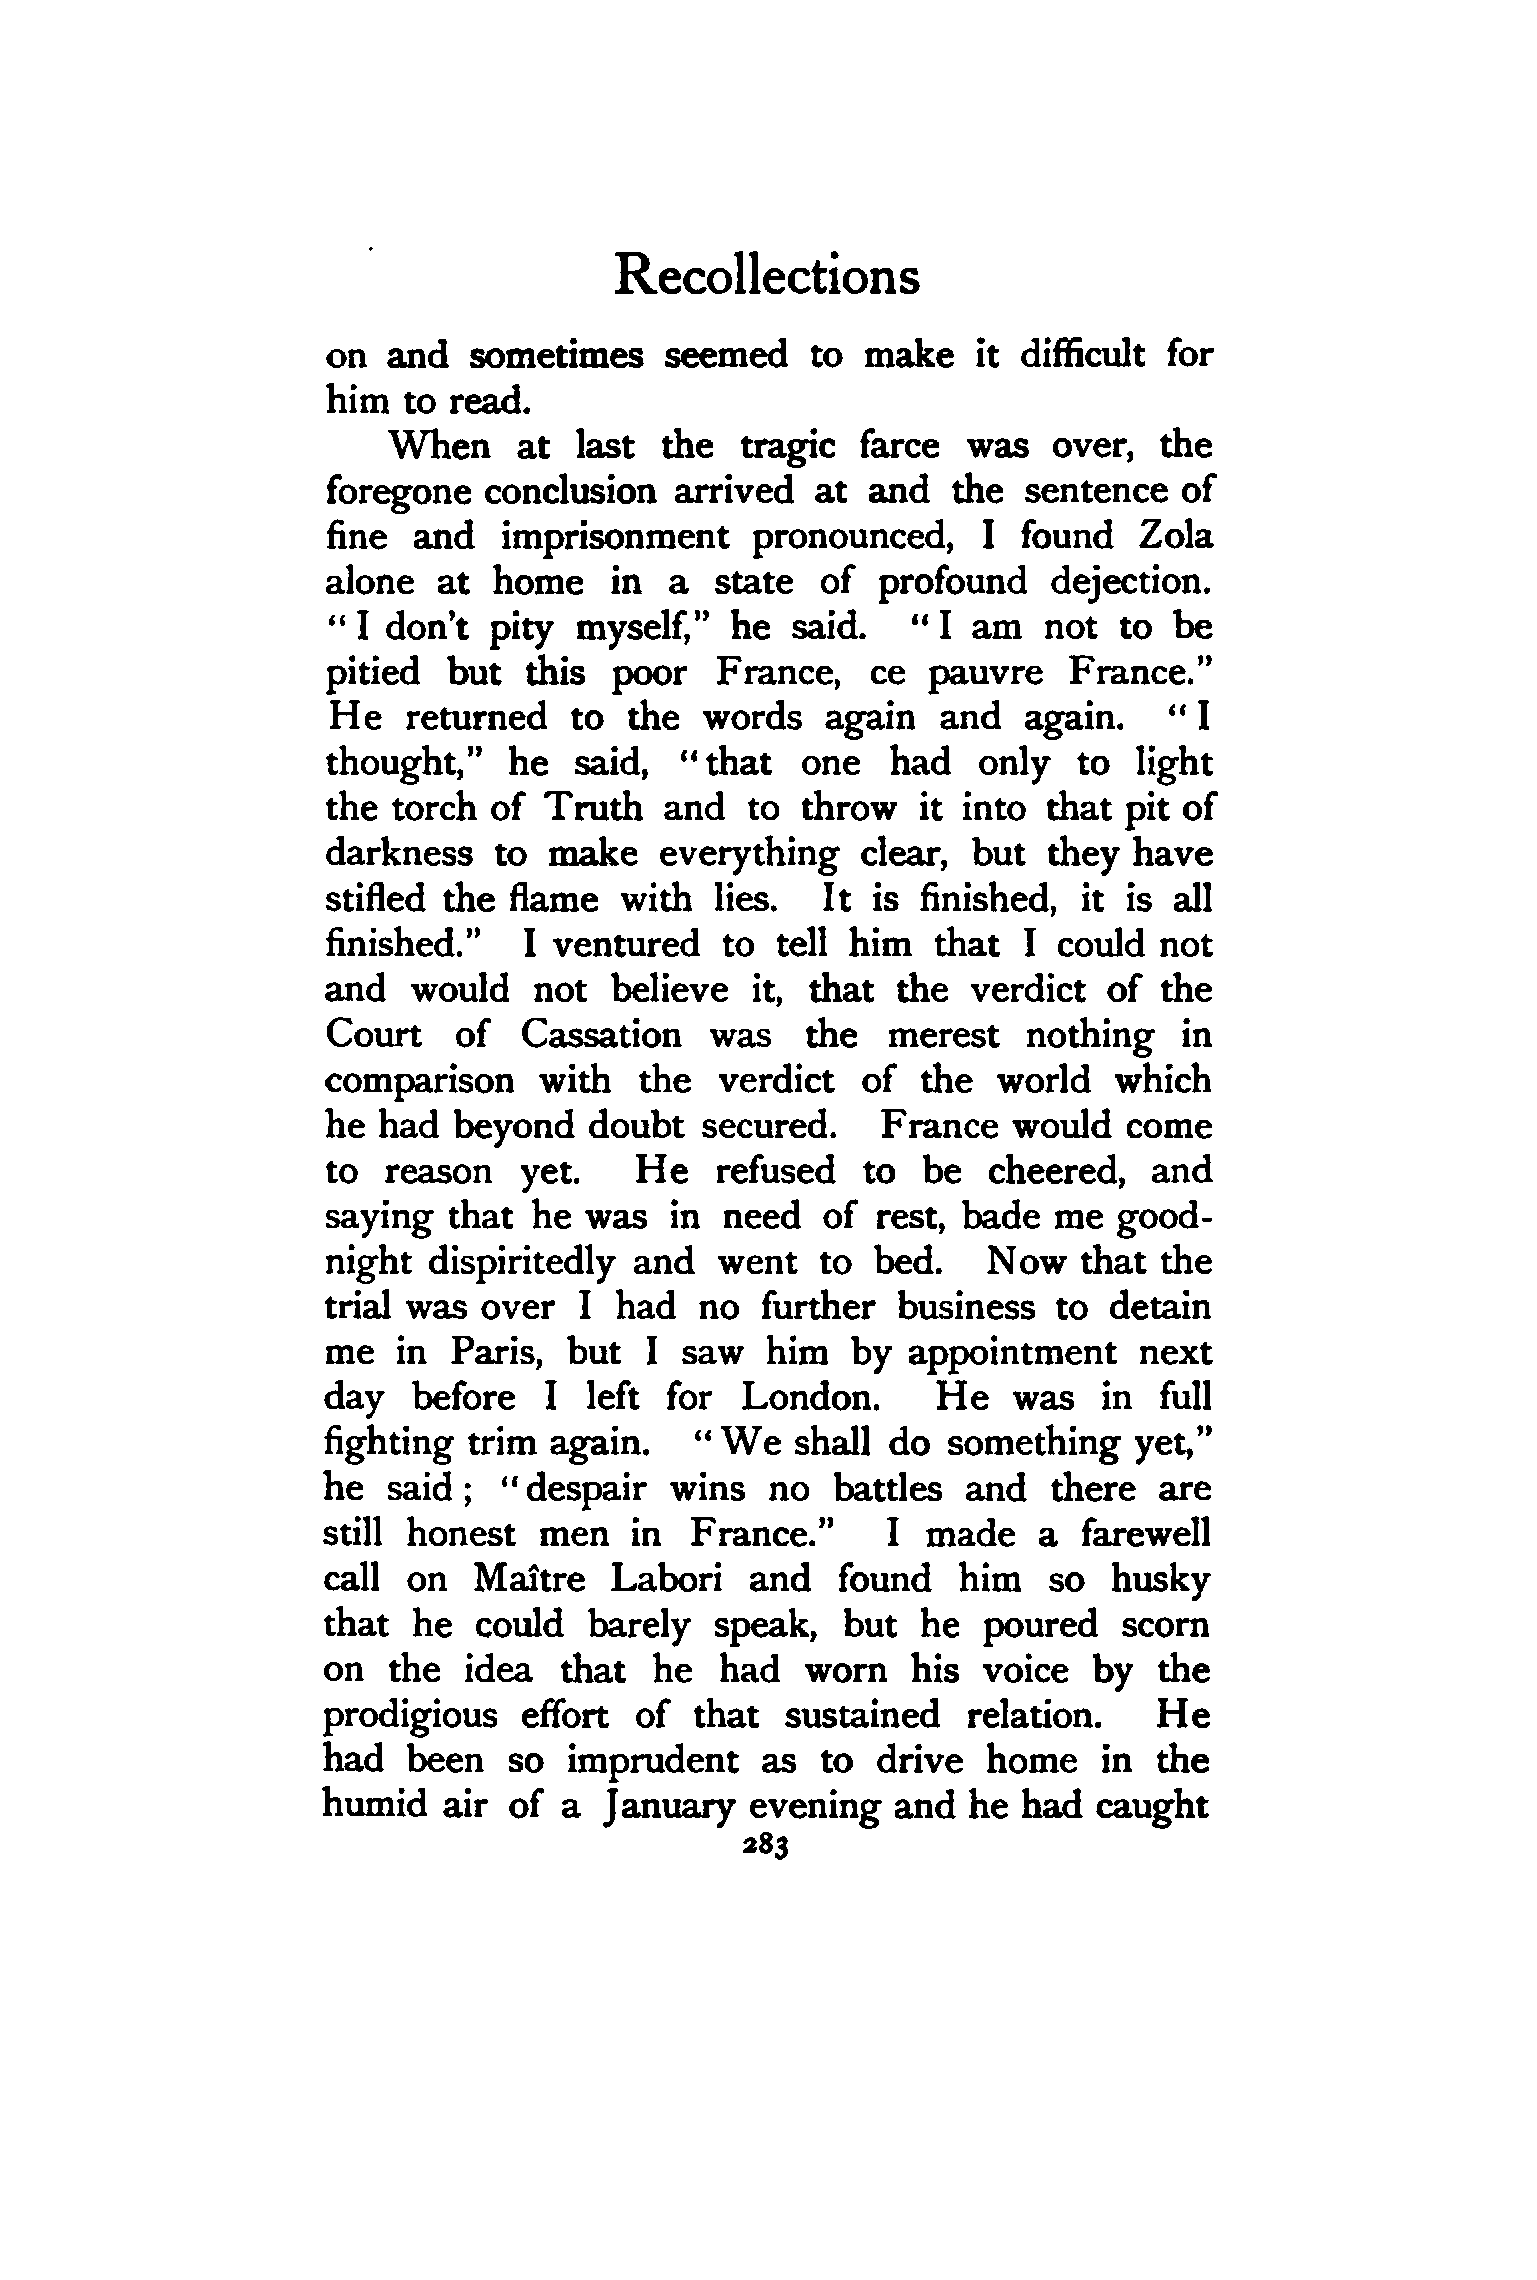 Recollections
on and sometimes seemed to make it difficult for
him to read.
When at last the tragic farce was over, the
foregone conclusion arrived at and the sentence of
fine and imprisonment pronounced, I found Zola
alone at home in a state of profound dejection.
“ I don’t pity myself,” he said. “ I am not to be
pitied but this poor France, ce pauvre France.”
He returned to the words again and again. “ I
thought,” he said, “that one had only to light
the torch of Truth and to throw it into that pit of
darkness to make everything clear, but they have
stifled the flame with lies. It is finished, it is all
finished.” I ventured to tell him that I could not
and would not believe it, that the verdict of the
Court of Cassation was the merest nothing in
comparison with the verdict of the world which
he had beyond doubt secured. France would come
to reason yet. He refused to be cheered, and
saying that he was in need of rest, bade me good-
night dispiritedly and went to bed. Now that the
trial was over I had no further business to detain
me in Paris, but I saw him by appointment next
day before I left for London. He was in full
fighting trim again. “ We shall do something yet,”
he said ; “despair wins no battles and there are
still honest men in France.” I made a farewell
call on Maître Labori and found him so husky
that he could barely speak, but he poured scorn
on the idea that he had worn his voice by the
prodigious effort of that sustained relation. He
had been so imprudent as to drive home in the
humid air of a January evening and he had caught
283